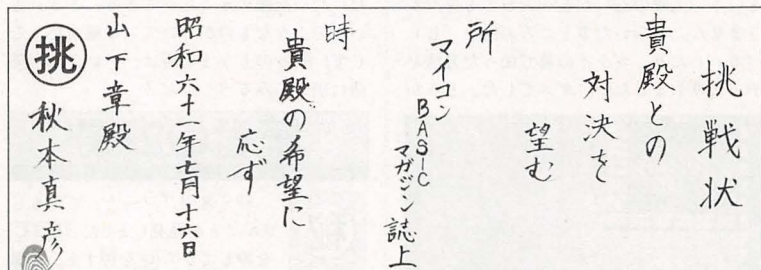 挑戦状
貴殿との
対決を
望む
所
マイコン
BASIC
マガジン
誌上
時
貴殿の希望に
応ず
昭和六十年七月十六日
山下章殿
挑
秋本真彦